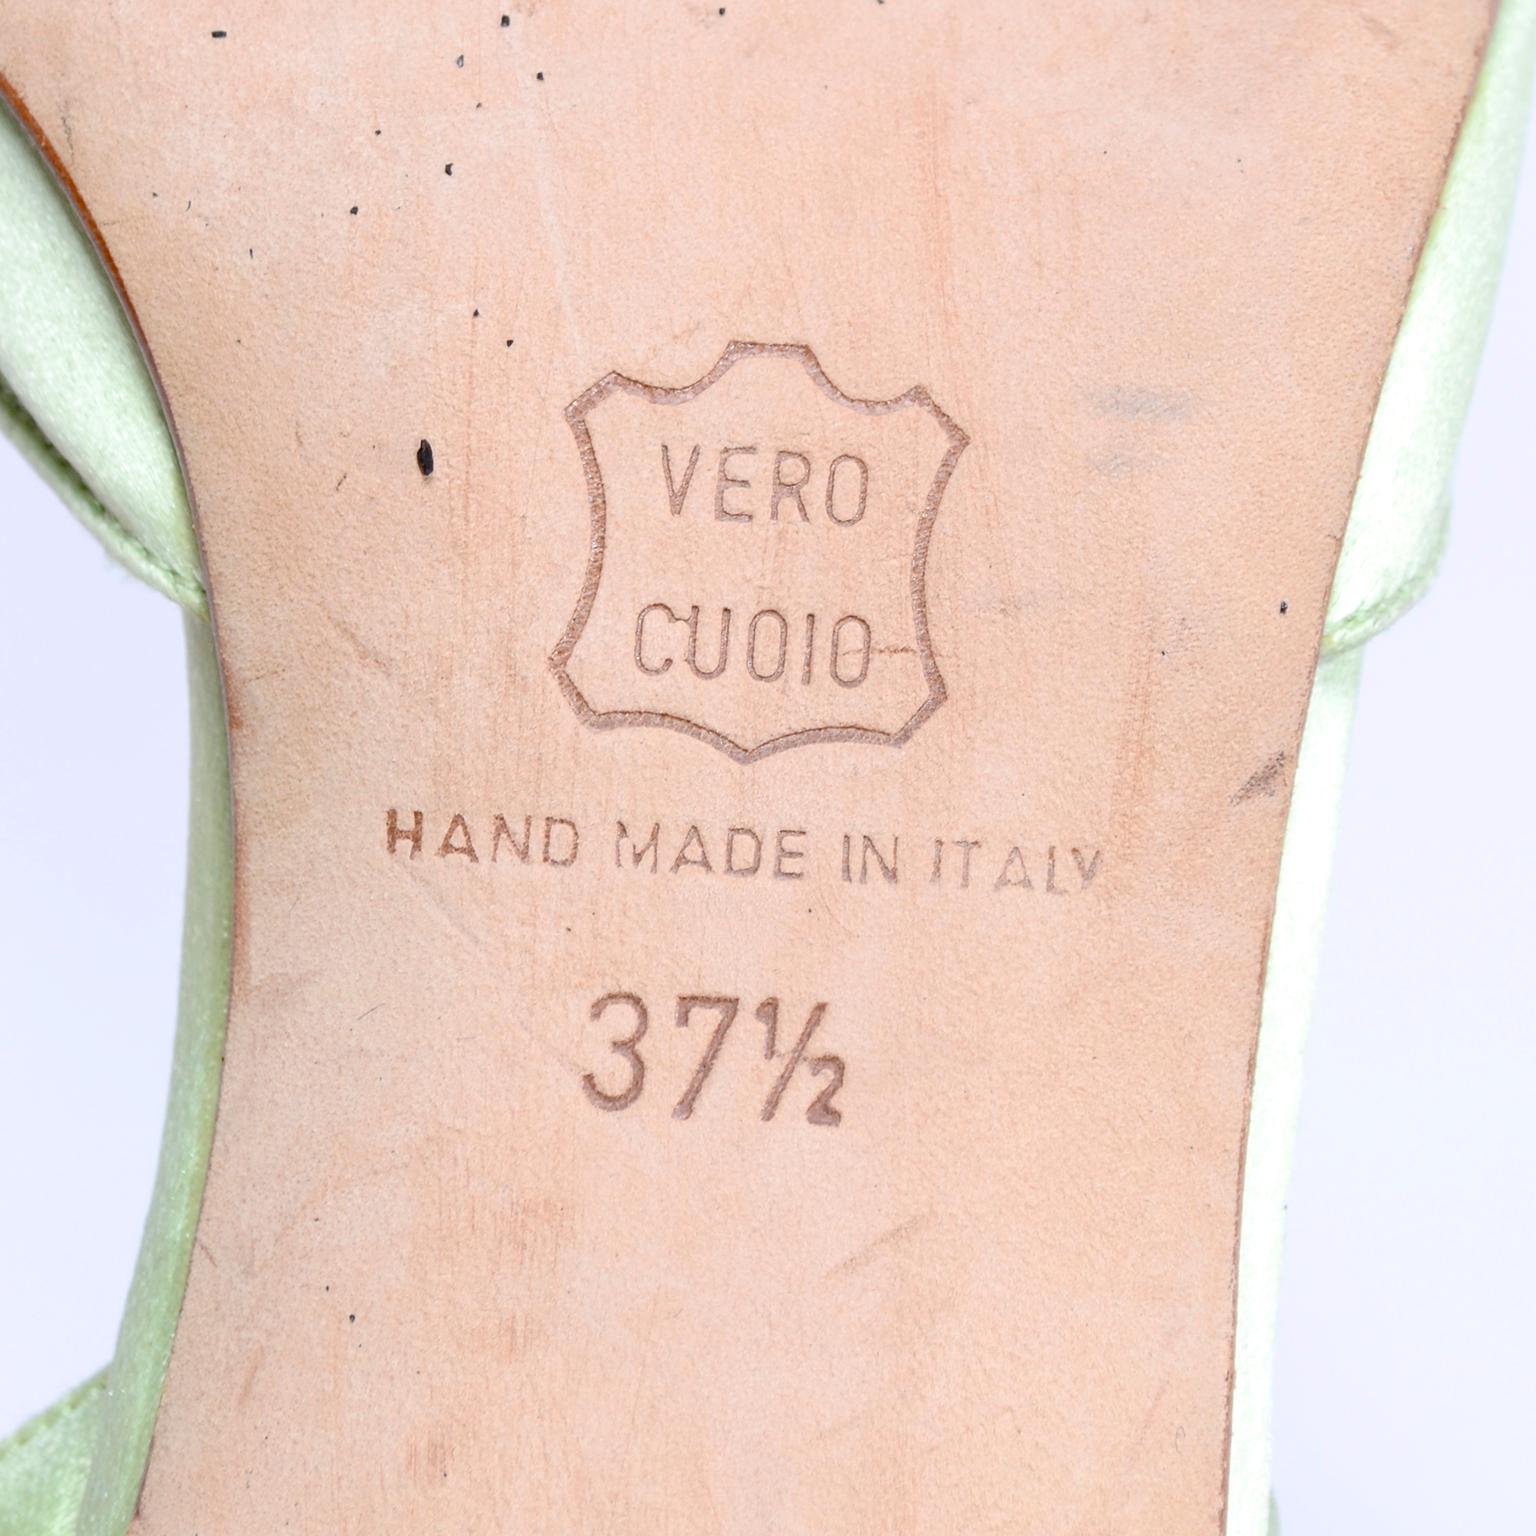 VERO
CUOIO
HAND MADE IN ITALY
37½